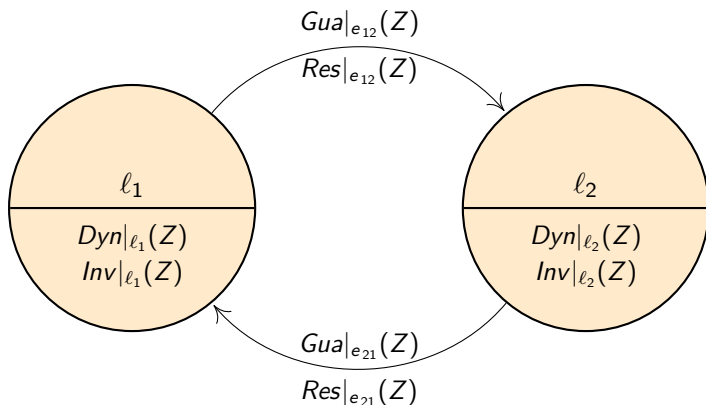 Gua|e₁₂(Z)
Res|e₁₂(Z)
ℓ₁
Dyn|ℓ₁(Z)
Inv|ℓ₁(Z)
ℓ₂
Dyn|ℓ₂(Z)
Inv|ℓ₂(Z)
Gua|e₂₁(Z)
Res|e₂₁(Z)